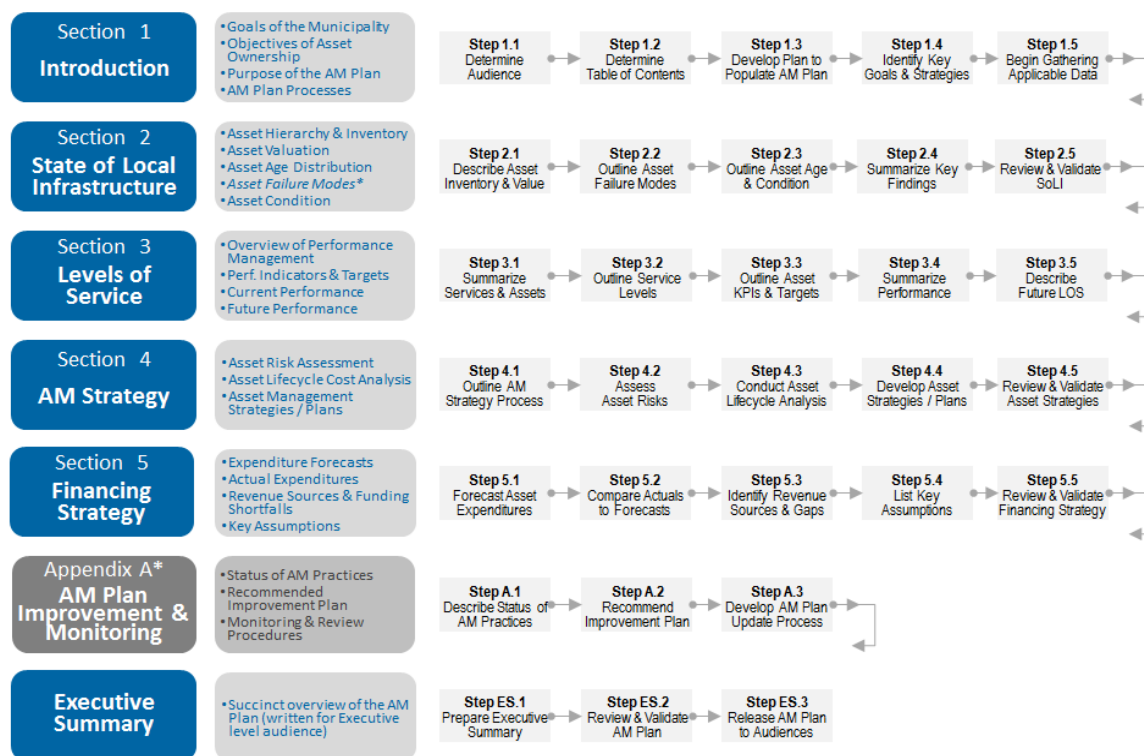 Section 1
Introduction
•Goals of the Municipality
•Objectives of Asset
Ownership
•Purpose of the AM Plan
•AM Plan Processes
Step 1.1
Determine
Audience
Step 1.2
Determine
Table of Contents
Step 1.3
Develop Plan to
Populate AM Plan
Step 1.4
Identify Key
Goals & Strategies
Step 1.5
Begin Gathering
Applicable Data
Section 2
State of Local
Infrastructure
•Asset Hierarchy & Inventory
•Asset Valuation
•Asset Age Distribution
•Asset Failure Modes*
•Asset Condition
Step 2.1
Describe Asset
Inventory & Value
Step 2.2
Outline Asset
Failure Modes
Step 2.3
Outline Asset Age
& Condition
Step 2.4
Summarize Key
Findings
Step 2.5
Review & Validate
SoLI
Section 3
Levels of
Service
•Overview of Performance
Management
•Perf. Indicators & Targets
•Current Performance
•Future Performance
Step 3.1
Summarize
Services & Assets
Step 3.2
Outline Service
Levels
Step 3.3
Outline Asset
KPIs & Targets
Step 3.4
Summarize
Performance
Step 3.5
Describe
Future LOS
Section 4
AM Strategy
•Asset Risk Assessment
•Asset Lifecycle Cost Analysis
•Asset Management
Strategies / Plans
Step 4.1
Outline AM
Strategy Process
Step 4.2
Assess
Asset Risks
Step 4.3
Conduct Asset
Lifecycle Analysis
Step 4.4
Develop Asset
Strategies / Plans
Step 4.5
Review & Validate
Asset Strategies
Section 5
Financing
Strategy
•Expenditure Forecasts
•Actual Expenditures
•Revenue Sources & Funding
Shortfalls
•Key Assumptions
Step 5.1
Forecast Asset
Expenditures
Step 5.2
Compare Actuals
to Forecasts
Step 5.3
Identify Revenue
Sources & Gaps
Step 5.4
List Key
Assumptions
Step 5.5
Review & Validate
Financing Strategy
Appendix A*
AM Plan
Improvement &
Monitoring
•Status of AM Practices
•Recommended
Improvement Plan
•Monitoring & Review
Procedures
Step A.1
Describe Status of
AM Practices
Step A.2
Recommend
Improvement Plan
Step A.3
Develop AM Plan
Update Process
Executive
Summary
•Succinct overview of the AM
Plan (written for Executive
level audience)
Step ES.1
Prepare Executive
Summary
Step ES.2
Review & Validate
AM Plan
Step ES.3
Release AM Plan
to Audiences